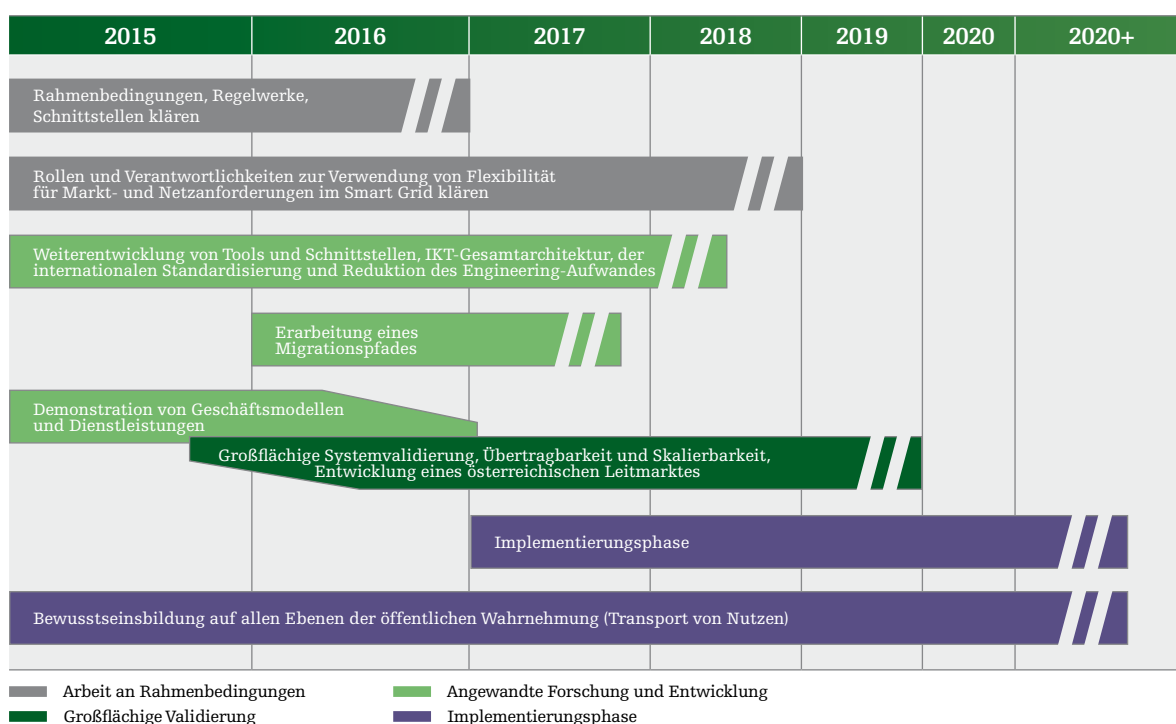 2015 2016 2017 2018 2019 2020 2020+
Rahmenbedingungen, Regelwerke,
Schnittstellen klären
Rollen und Verantwortlichkeiten zur Verwendung von Flexibilität
für Markt- und Netzanforderungen im Smart Grid klären
Weiterentwicklung von Tools und Schnittstellen, IKT-Gesamtarchitektur, der
internationalen Standardisierung und Reduktion des Engineering-Aufwandes
Erarbeitung eines
Migrationspfades
Demonstration von Geschäftsmodellen
und Dienstleistungen
Großflächige Systemvalidierung, Übertragbarkeit und Skalierbarkeit,
Entwicklung eines österreichischen Leitmarktes
Implementierungsphase
Bewusstseinsbildung auf allen Ebenen der öffentlichen Wahrnehmung (Transport von Nutzen)
Arbeit an Rahmenbedingungen
Angewandte Forschung und Entwicklung
Großflächige Validierung
Implementierungsphase